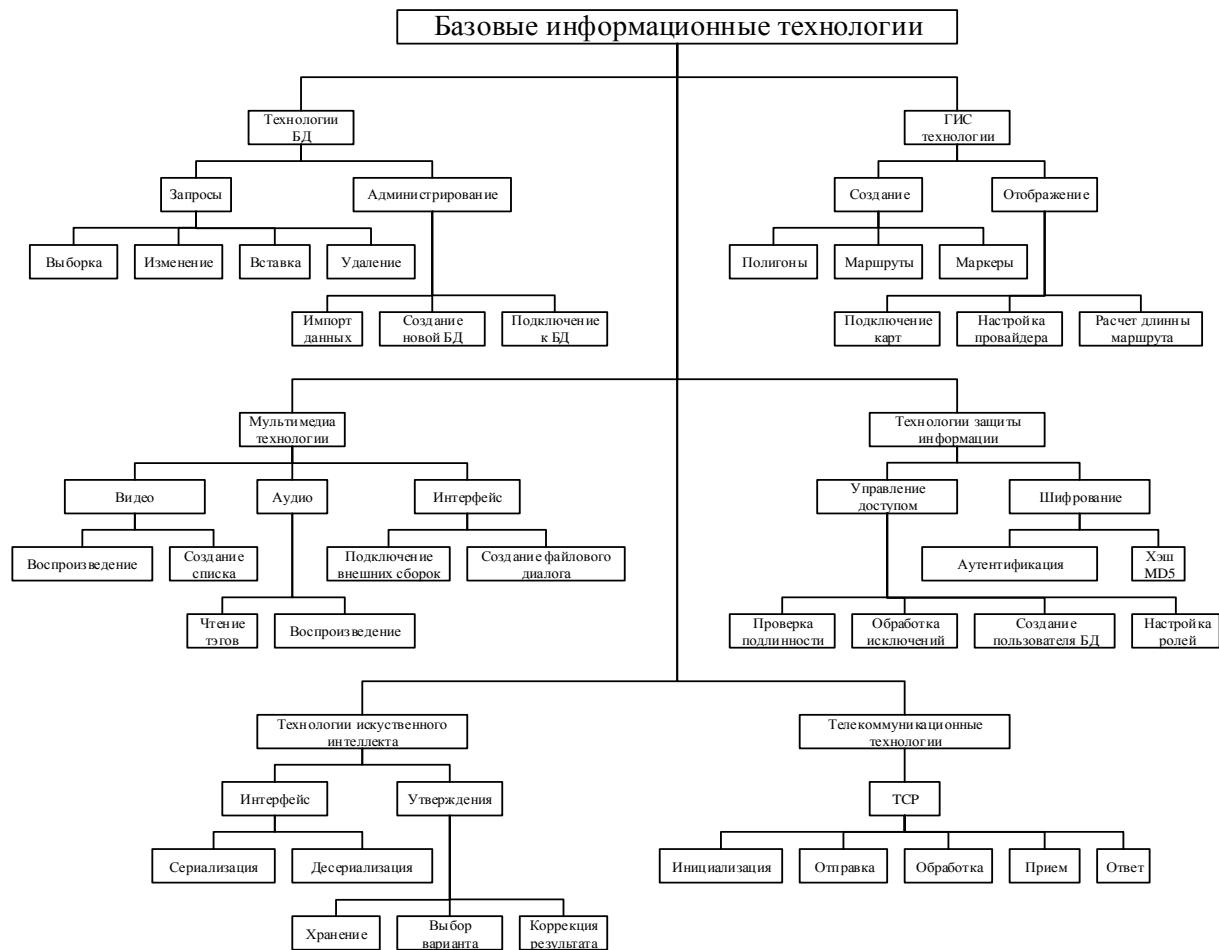 Базовые информационные технологии
Технологии
БД
ГИС
технологии
Запросы
Администрирование
Создание
Отображение
Выборка
Изменение
Вставка
Удаление
Полигоны
Маршруты
Маркеры
Импорт
данных
Создание
новой БД
Подключение
к БД
Подключение
карт
Настройка
провайдера
Расчет длинны
маршрута
Мультимедиа
технологии
Технологии защиты
информации
Видео
Аудио
Интерфейс
Управление
доступом
Шифрование
Воспроизведение
Создание
списка
Подключение
внешних сборок
Создание файлового
диалога
Аутентификация
Хэш
MD5
Чтение
тэгов
Воспроизведение
Проверка
подлинности
Обработка
исключений
Создание
пользователя БД
Настройка
ролей
Технологии искуственного
интеллекта
Телекоммуникационные
технологии
Интерфейс
Утверждения
TCP
Сериализация
Десериализация
Инициализация
Отправка
Обработка
Прием
Ответ
Хранение
Выбор
варианта
Коррекция
результата